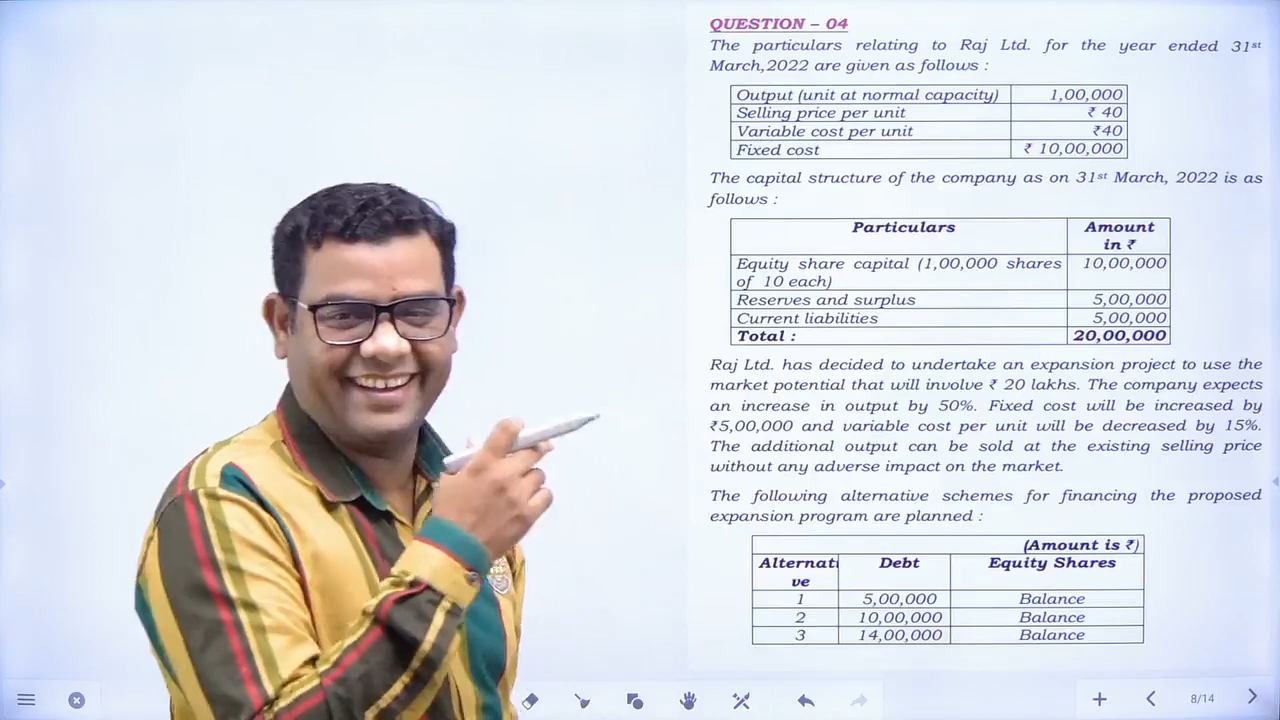 QUESTION – 04
The particulars relating to Raj Ltd. for the year ended 31st
March,2022 are given as follows :
Output (unit at normal capacity) 1,00,000
Selling price per unit ₹ 40
Variable cost per unit ₹40
Fixed cost ₹ 10,00,000
The capital structure of the company as on 31st March, 2022 is as
follows :
Particulars Amount
in ₹
Equity share capital (1,00,000 shares 10,00,000
of 10 each)
Reserves and surplus 5,00,000
Current liabilities 5,00,000
Total : 20,00,000
Raj Ltd. has decided to undertake an expansion project to use the
market potential that will involve ₹ 20 lakhs. The company expects
an increase in output by 50%. Fixed cost will be increased by
₹5,00,000 and variable cost per unit will be decreased by 15%.
The additional output can be sold at the existing selling price
without any adverse impact on the market.
The following alternative schemes for financing the proposed
expansion program are planned :
(Amount is ₹)
Alternati Debt Equity Shares
ve
1 5,00,000 Balance
2 10,00,000 Balance
3 14,00,000 Balance
8/14